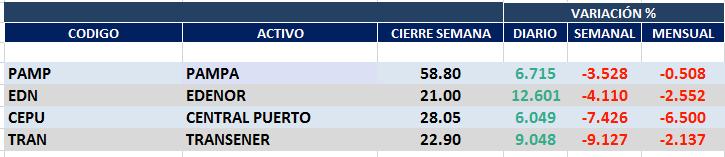 VARIACIÓN %
CODIGO ACTIVO CIERRE SEMANA DIARIO SEMANAL MENSUAL
PAMP PAMPA 58.80 6.715 -3.528 -0.508
EDN EDENOR 21.00 12.601 -4.110 -2.552
CEPU CENTRAL PUERTO 28.05 6.049 -7.426 -6.500
TRAN TRANSENER 22.90 9.048 -9.127 -2.137